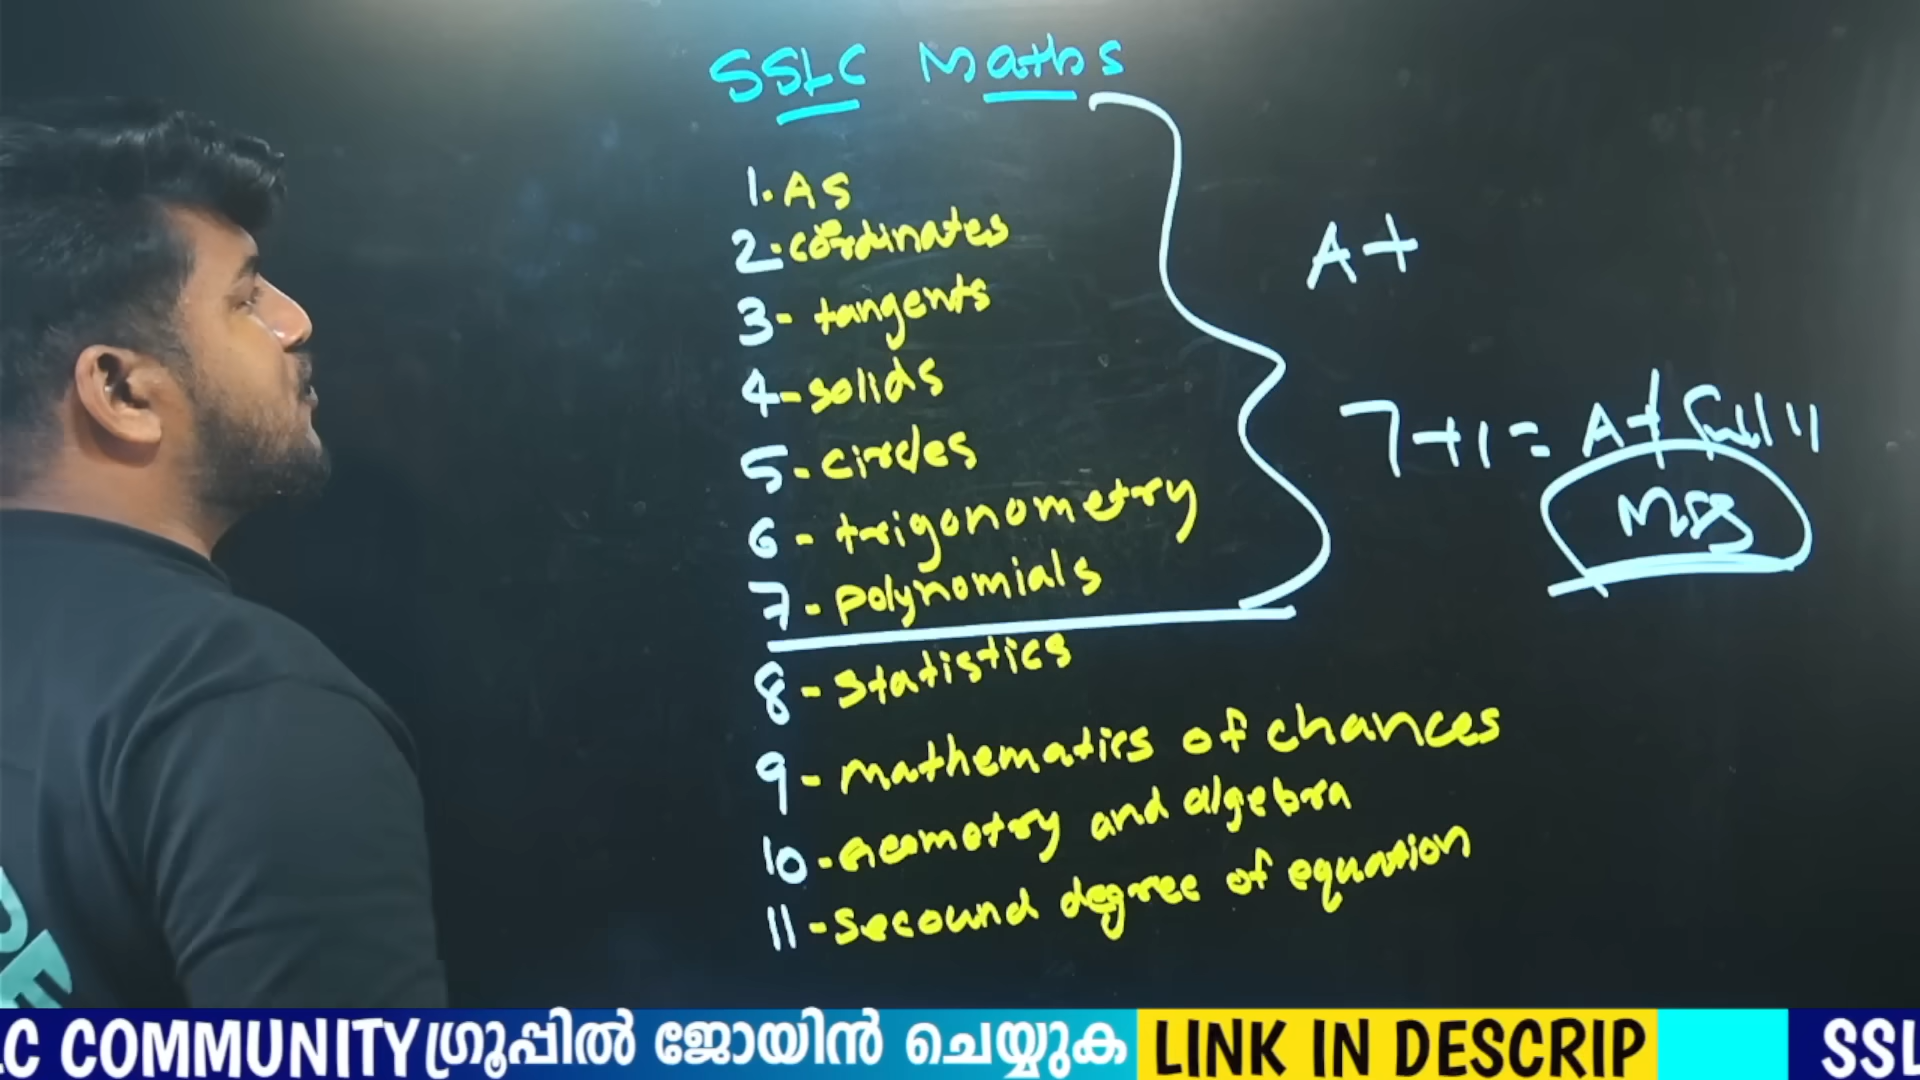 SSLC Maths
1. As
2. coordinates
3- tangents
4- solids
5- circles
6- trigonometry
7- polynomials
8- Statistics
9- mathematics of chances
10- Geometry and algebra
11- Secound degree of equation
A+
7+1 = A+ full
LC COMMUNITY ഗ്രൂപ്പിൽ ജോയിൻ ചെയ്യുക LINK IN DESCRIP SSL